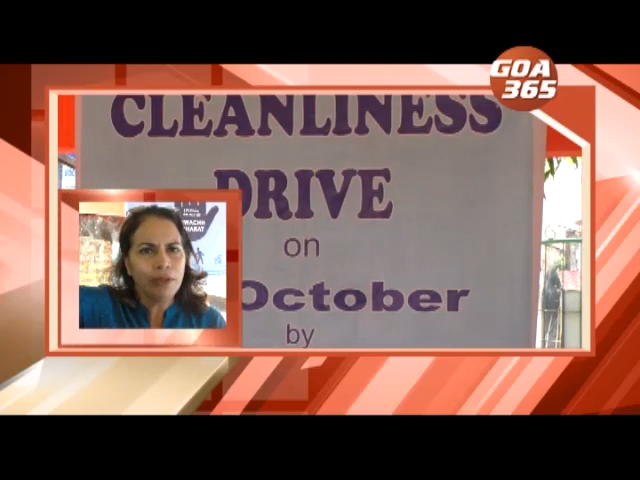 GOA
365
CLEANLINESS
DRIVE
on
October
by
SWACHH
BHARAT